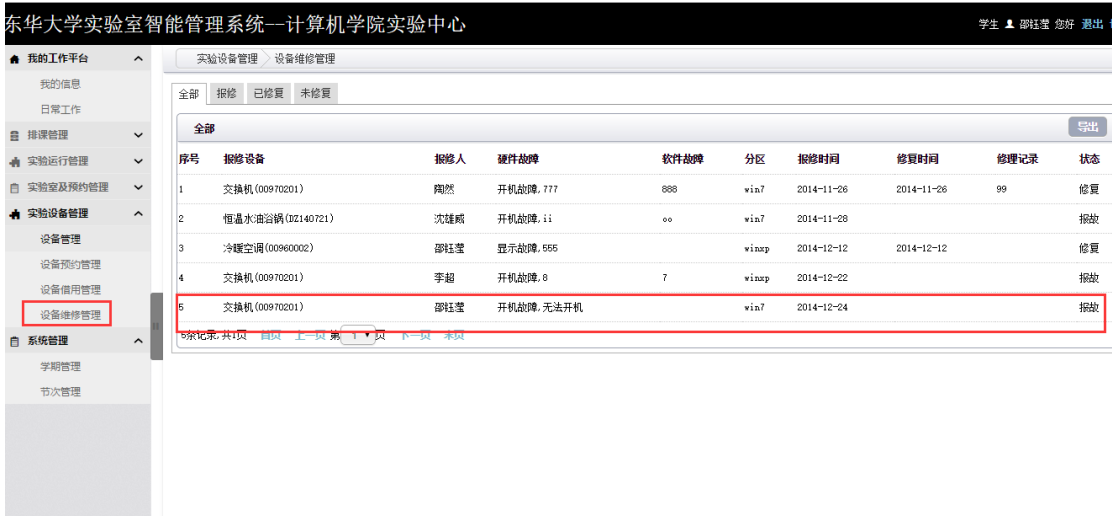 东华大学实验室智能管理系统--计算机学院实验中心
学生 邵钰莹 您好 退出
我的工作平台
我的信息
日常工作
排课管理
实验运行管理
实验室及预约管理
实验设备管理
设备管理
设备预约管理
设备借用管理
设备维修管理
系统管理
学期管理
节次管理
实验设备管理 设备维修管理
全部 报修 已修复 未修复
全部 导出
序号 报修设备 报修人 硬件故障 软件故障 分区 报修时间 修复时间 修理记录 状态
1 交换机(00970201) 陶然 开机故障,777 888 win7 2014-11-26 2014-11-26 99 修复
2 恒温水油浴锅(DZ140721) 沈雄威 开机故障,ii oo win7 2014-11-28 报故
3 冷暖空调(00960002) 邵钰莹 显示故障,555 winxp 2014-12-12 2014-12-12 修复
4 交换机(00970201) 李超 开机故障,8 7 winxp 2014-12-22 报故
5 交换机(00970201) 邵钰莹 开机故障,无法开机 win7 2014-12-24 报故
5条记录,共1页 首页 上一页 第 1 页 下一页 末页